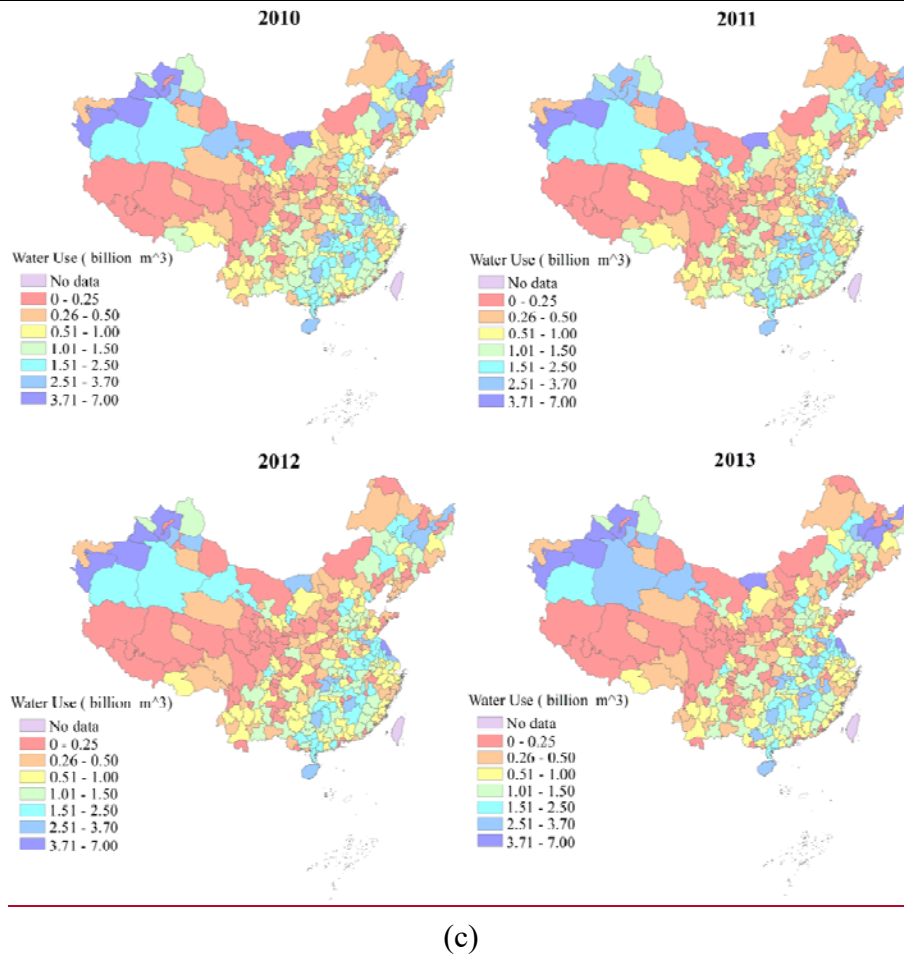 2010
2011
Water Use ( billion m^3)
No data
0 - 0.25
0.26 - 0.50
0.51 - 1.00
1.01 - 1.50
1.51 - 2.50
2.51 - 3.70
3.71 - 7.00
Water Use ( billion m^3)
No data
0 - 0.25
0.26 - 0.50
0.51 - 1.00
1.01 - 1.50
1.51 - 2.50
2.51 - 3.70
3.71 - 7.00
2012
2013
Water Use ( billion m^3)
No data
0 - 0.25
0.26 - 0.50
0.51 - 1.00
1.01 - 1.50
1.51 - 2.50
2.51 - 3.70
3.71 - 7.00
Water Use ( billion m^3)
No data
0 - 0.25
0.26 - 0.50
0.51 - 1.00
1.01 - 1.50
1.51 - 2.50
2.51 - 3.70
3.71 - 7.00
(c)